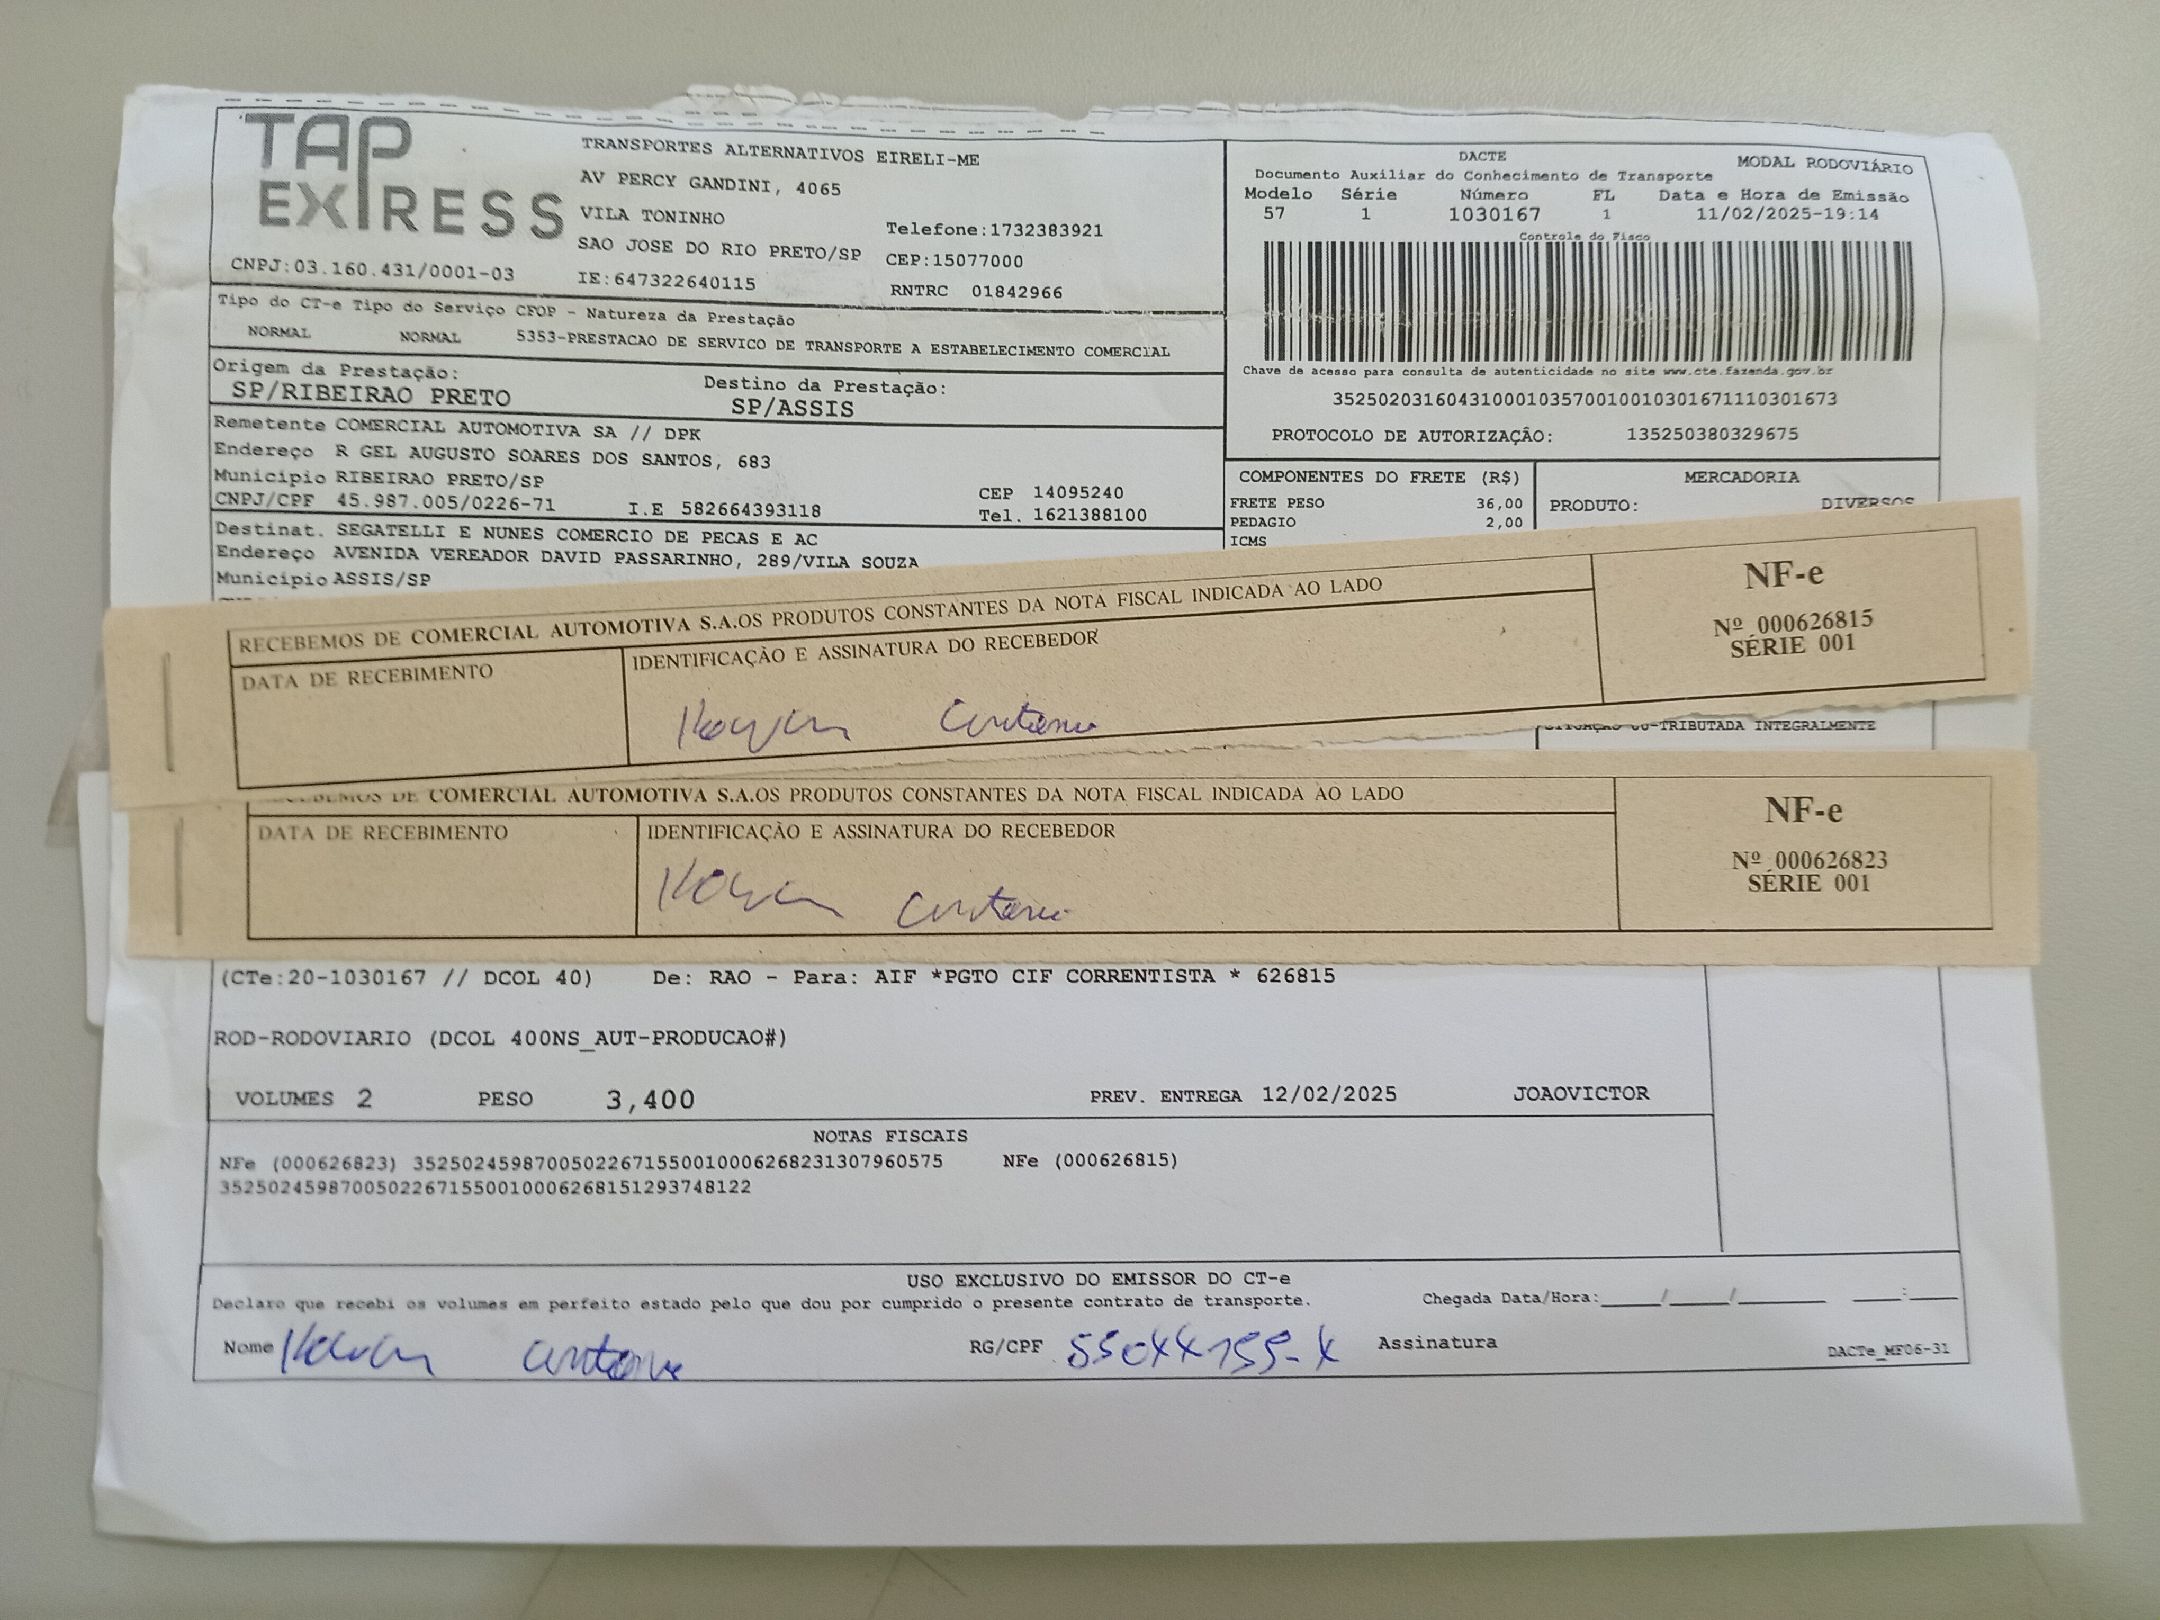 TAP EXPRESS
TRANSPORTES ALTERNATIVOS EIRELI-ME
AV PERCY GANDINI, 4065
VILA TONINHO
Telefone:1732383921
SAO JOSE DO RIO PRETO/SP CEP:15077000
CNPJ:03.160.431/0001-03 IE:647322640115 RNTRC 01842966
DACTE MODAL RODOVIÁRIO
Documento Auxiliar do Conhecimento de Transporte
Modelo Série Número FL Data e Hora de Emissão
57 1 1030167 1 11/02/2025-19:14
Controle do Fisco
Chave de acesso para consulta de autenticidade no site www.cte.fazenda.gov.br
35250203160431000103570010010301671110301673
PROTOCOLO DE AUTORIZAÇÃO: 135250380329675
Tipo do CT-e Tipo do Serviço CFOP - Natureza da Prestação
NORMAL NORMAL 5353-PRESTACAO DE SERVICO DE TRANSPORTE A ESTABELECIMENTO COMERCIAL
Origem da Prestação: Destino da Prestação:
SP/RIBEIRAO PRETO SP/ASSIS
Remetente COMERCIAL AUTOMOTIVA SA // DPK
Endereço R GEL AUGUSTO SOARES DOS SANTOS, 683
Município RIBEIRAO PRETO/SP CEP 14095240
CNPJ/CPF 45.987.005/0226-71 I.E 582664393118 Tel. 1621388100
Destinat. SEGATELLI E NUNES COMERCIO DE PECAS E AC
Endereço AVENIDA VEREADOR DAVID PASSARINHO, 289/VILA SOUZA
Município ASSIS/SP
COMPONENTES DO FRETE (R$) MERCADORIA
FRETE PESO 36,00 PRODUTO: DIVERSOS
PEDAGIO 2,00
ICMS
RECEBEMOS DE COMERCIAL AUTOMOTIVA S.A.OS PRODUTOS CONSTANTES DA NOTA FISCAL INDICADA AO LADO
DATA DE RECEBIMENTO
IDENTIFICAÇÃO E ASSINATURA DO RECEBEDOR
NF-e
Nº 000626815
SÉRIE 001
TRIBUTADA INTEGRALMENTE
RECEBEMOS DE COMERCIAL AUTOMOTIVA S.A.OS PRODUTOS CONSTANTES DA NOTA FISCAL INDICADA AO LADO
DATA DE RECEBIMENTO
IDENTIFICAÇÃO E ASSINATURA DO RECEBEDOR
NF-e
Nº 000626823
SÉRIE 001
(CTe:20-1030167 // DCOL 40) De: RAO - Para: AIF *PGTO CIF CORRENTISTA * 626815
ROD-RODOVIARIO (DCOL 400NS_AUT-PRODUCAO#)
VOLUMES 2 PESO 3,400 PREV. ENTREGA 12/02/2025 JOAOVICTOR
NOTAS FISCAIS
NFe (000626823) 35250245987005022671550010006268231307960575 NFe (000626815)
35250245987005022671550010006268151293748122
USO EXCLUSIVO DO EMISSOR DO CT-e
Declaro que recebi os volumes em perfeito estado pelo que dou por cumprido o presente contrato de transporte. Chegada Data/Hora:____/____/______ ___:___
Nome RG/CPF Assinatura
DACTe_MF06-31